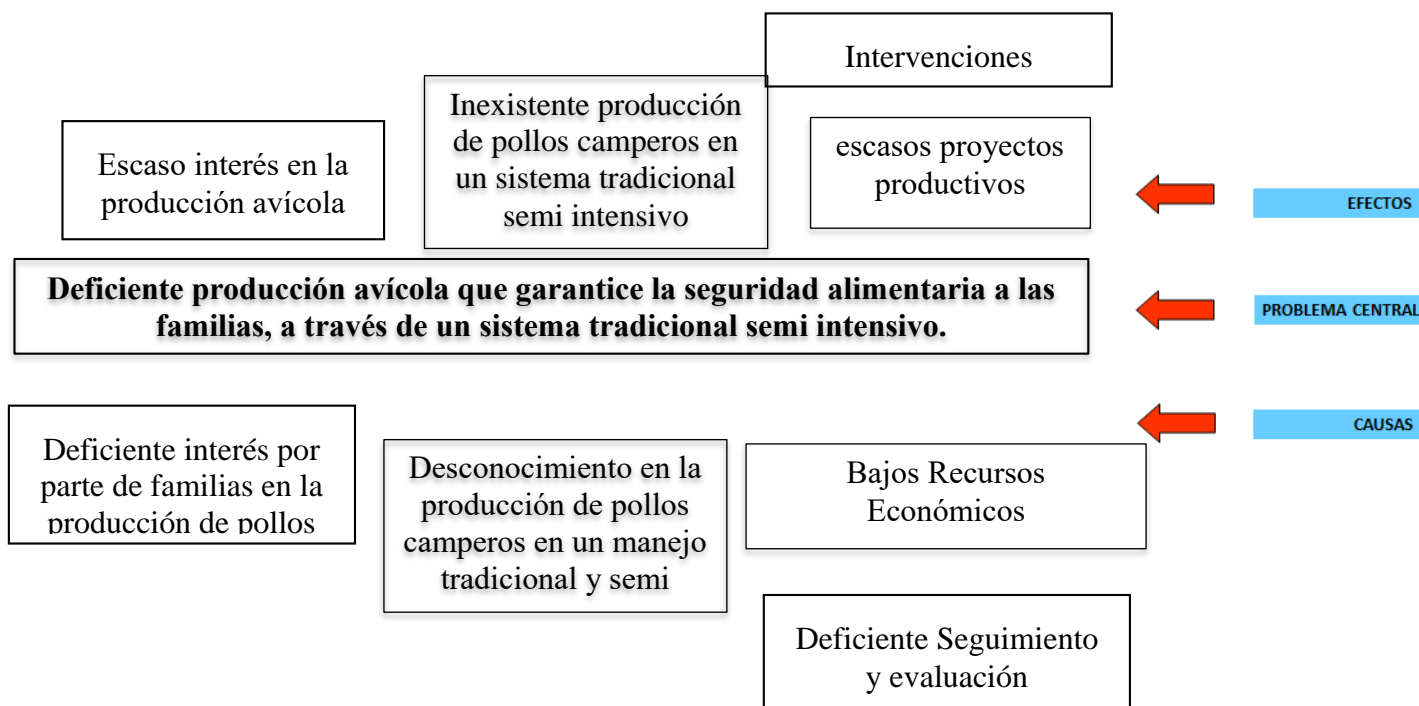 Intervenciones
Inexistente producción
de pollos camperos en
un sistema tradicional
semi intensivo
Escaso interés en la
producción avícola
escasos proyectos
productivos
EFECTOS
Deficiente producción avícola que garantice la seguridad alimentaria a las
familias, a través de un sistema tradicional semi intensivo.
PROBLEMA CENTRAL
CAUSAS
Deficiente interés por
parte de familias en la
producción de pollos
Desconocimiento en la
producción de pollos
camperos en un manejo
tradicional y semi
Bajos Recursos
Económicos
Deficiente Seguimiento
y evaluación